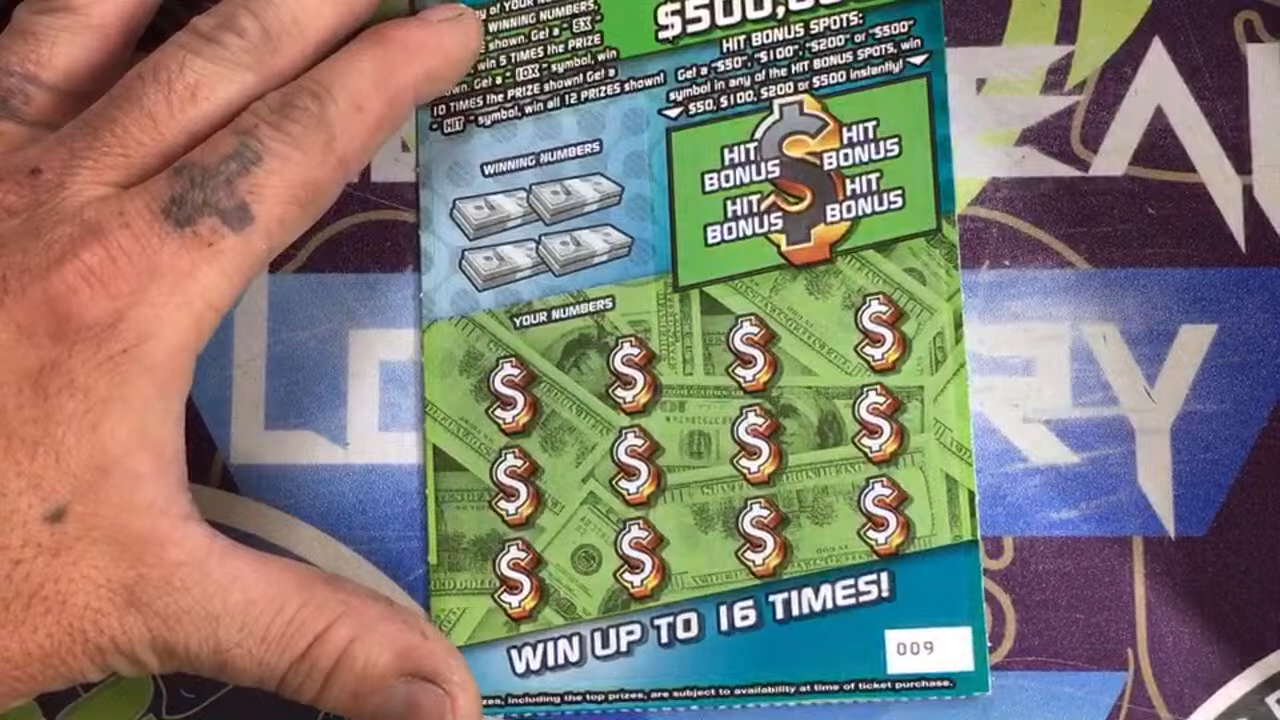 of YOUR
WINNING NUMBERS,
shown. Get a "5X"
win 5 TIMES the PRIZE
Get a "10X" symbol, win
10 TIMES the PRIZE shown! Get a
"HIT" symbol, win all 12 PRIZES shown!
HIT BONUS SPOTS:
Get a "$50", "$100", "$200" or "$500"
symbol in any of the HIT BONUS SPOTS, win
$50, $100, $200 or $500 instantly!
WINNING NUMBERS
HIT BONUS
HIT BONUS
HIT BONUS
HIT BONUS
YOUR NUMBERS
WIN UP TO 16 TIMES!
009
including the top prizes, are subject to availability at time of ticket purchase.